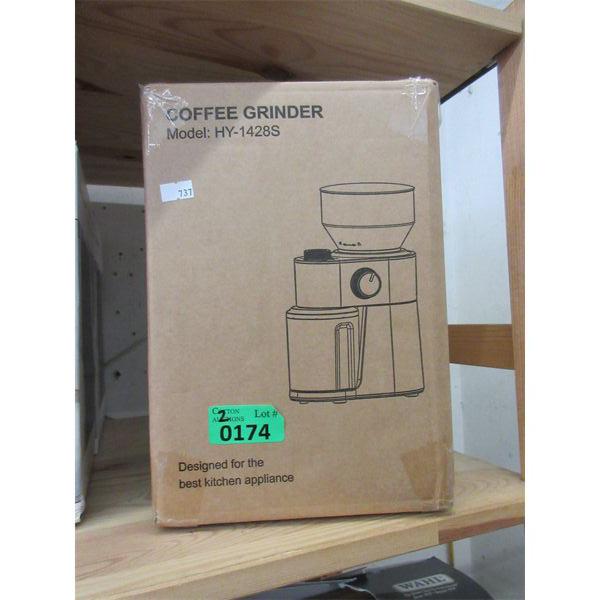 COFFEE GRINDER
Model: HY-1428S
737
2
Lot #
0174
Designed for the
best kitchen appliance
WAHL